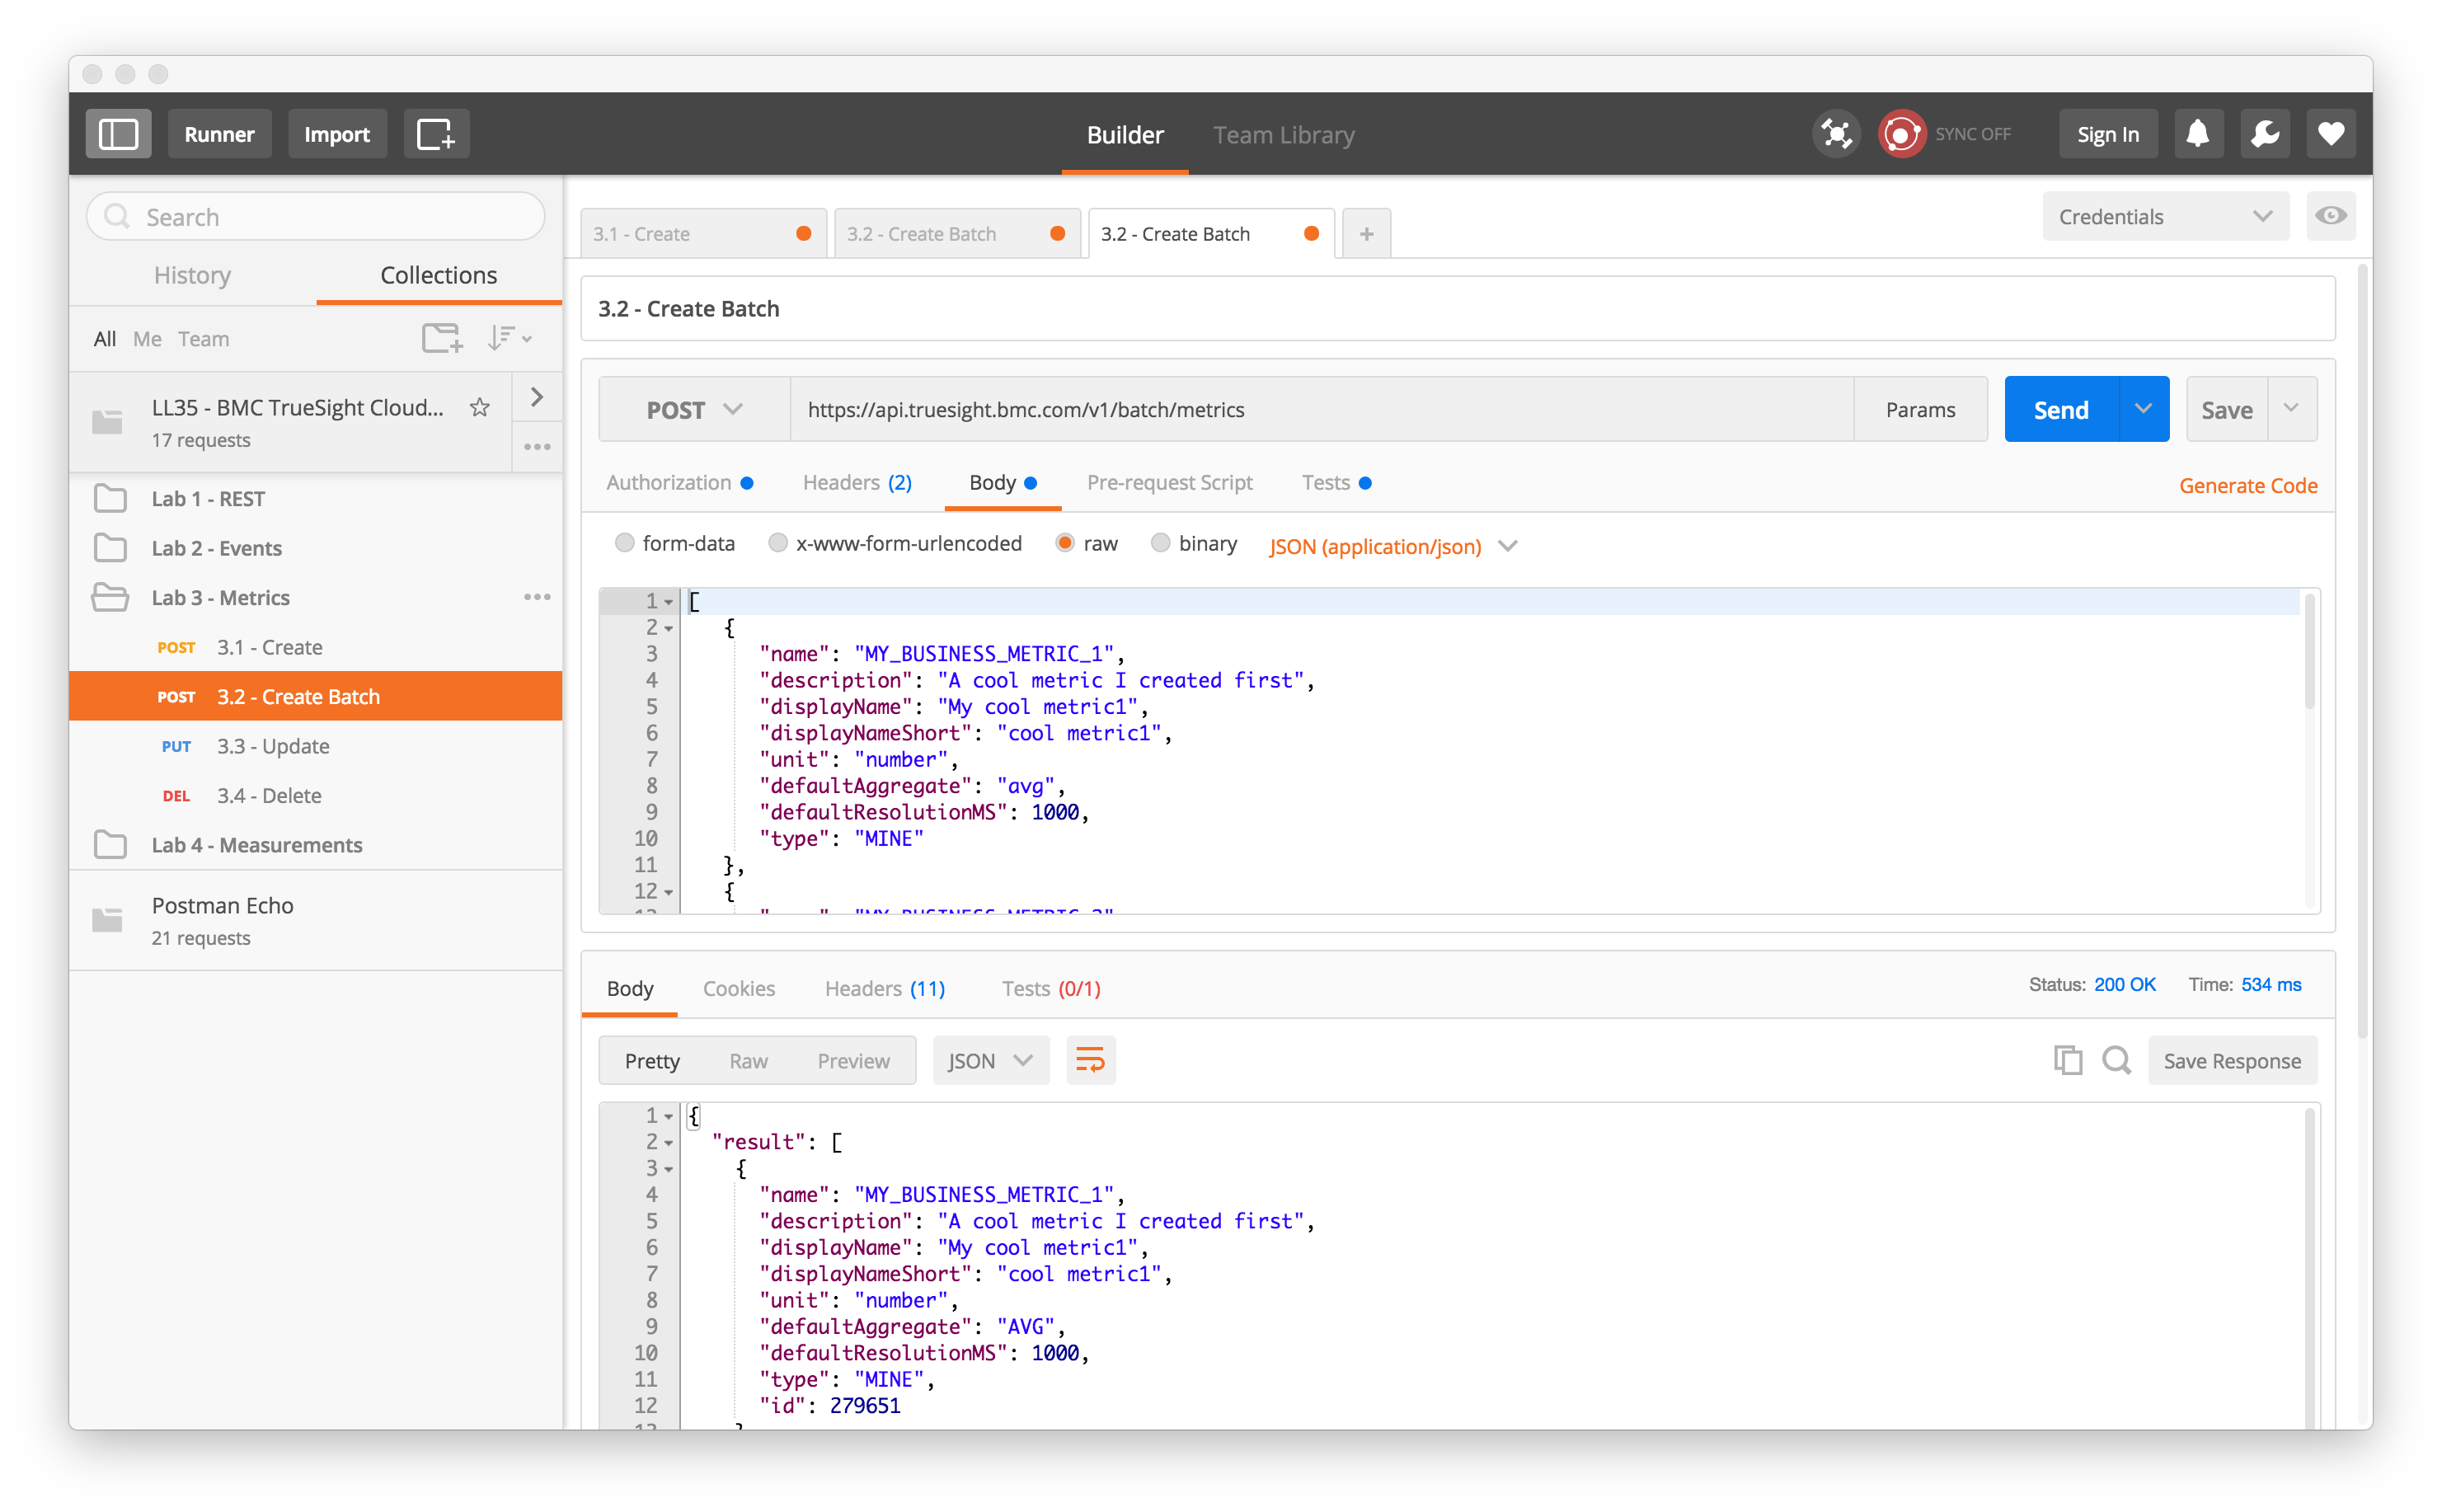 Runner Import Builder Team Library SYNC OFF Sign In
Search
History Collections
All Me Team
LL35 - BMC TrueSight Cloud...
17 requests
Lab 1 - REST
Lab 2 - Events
Lab 3 - Metrics
POST 3.1 - Create
POST 3.2 - Create Batch
PUT 3.3 - Update
DEL 3.4 - Delete
Lab 4 - Measurements
Postman Echo
21 requests
3.1 - Create 3.2 - Create Batch 3.2 - Create Batch + Credentials
3.2 - Create Batch
POST https://api.truesight.bmc.com/v1/batch/metrics Params Send Save
Authorization Headers (2) Body Pre-request Script Tests Generate Code
form-data x-www-form-urlencoded raw binary JSON (application/json)
1 [
2 {
3 "name": "MY_BUSINESS_METRIC_1",
4 "description": "A cool metric I created first",
5 "displayName": "My cool metric1",
6 "displayNameShort": "cool metric1",
7 "unit": "number",
8 "defaultAggregate": "avg",
9 "defaultResolutionMS": 1000,
10 "type": "MINE"
11 },
12 {
Body Cookies Headers (11) Tests (0/1) Status: 200 OK Time: 534 ms
Pretty Raw Preview JSON Save Response
1 {
2 "result": [
3 {
4 "name": "MY_BUSINESS_METRIC_1",
5 "description": "A cool metric I created first",
6 "displayName": "My cool metric1",
7 "displayNameShort": "cool metric1",
8 "unit": "number",
9 "defaultAggregate": "AVG",
10 "defaultResolutionMS": 1000,
11 "type": "MINE",
12 "id": 279651